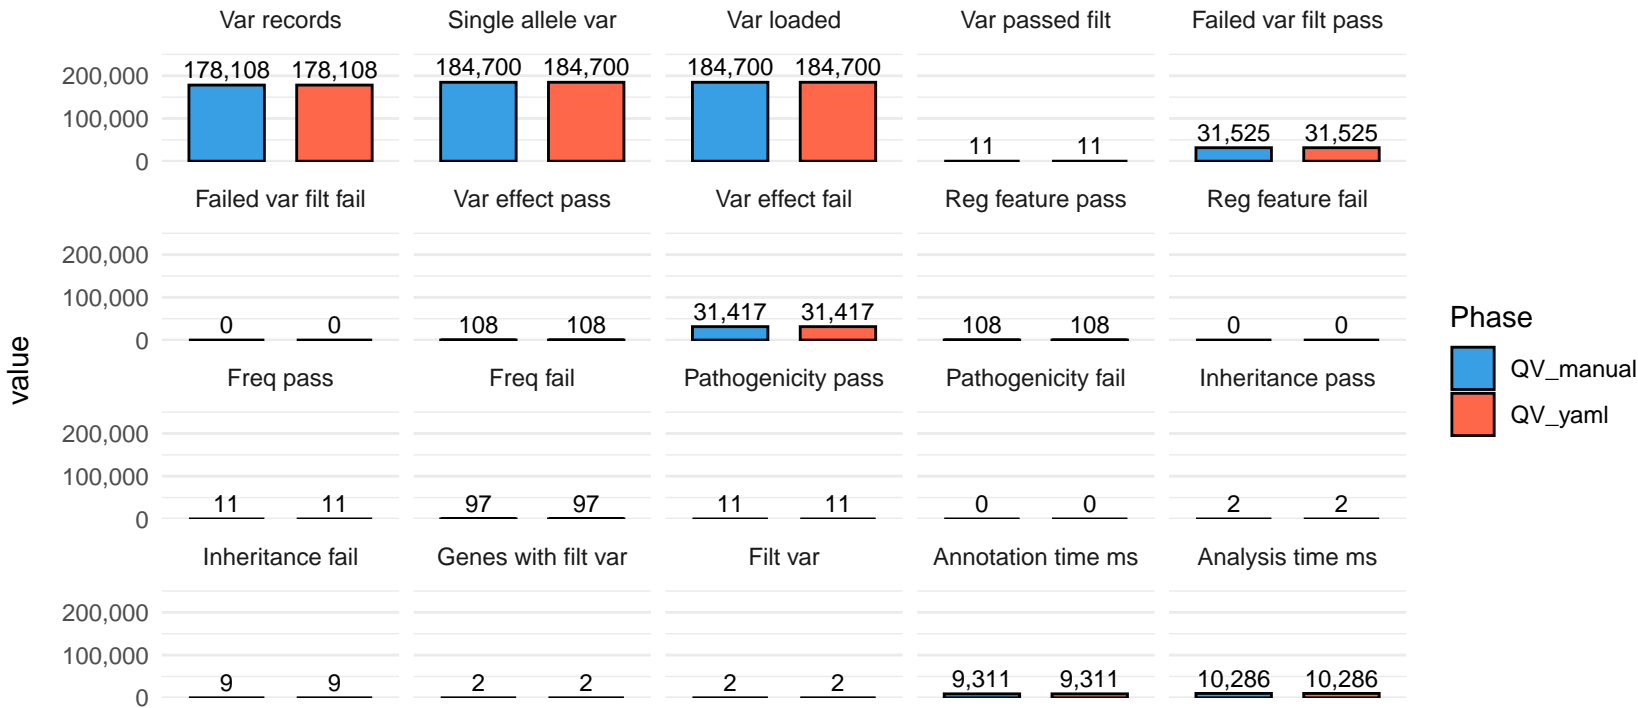 Var records Single allele var Var loaded Var passed filt Failed var filt pass
178,108 178,108 184,700 184,700 184,700 184,700 11 11 31,525 31,525
200,000
100,000
0
Failed var filt fail Var effect pass Var effect fail Reg feature pass Reg feature fail
0 0 108 108 31,417 31,417 108 108 0 0
200,000
100,000
0
Freq pass Freq fail Pathogenicity pass Pathogenicity fail Inheritance pass
11 11 97 97 11 11 0 0 2 2
200,000
100,000
0
Inheritance fail Genes with filt var Filt var Annotation time ms Analysis time ms
9 9 2 2 2 2 9,311 9,311 10,286 10,286
200,000
100,000
0
value
Phase
QV_manual
QV_yaml